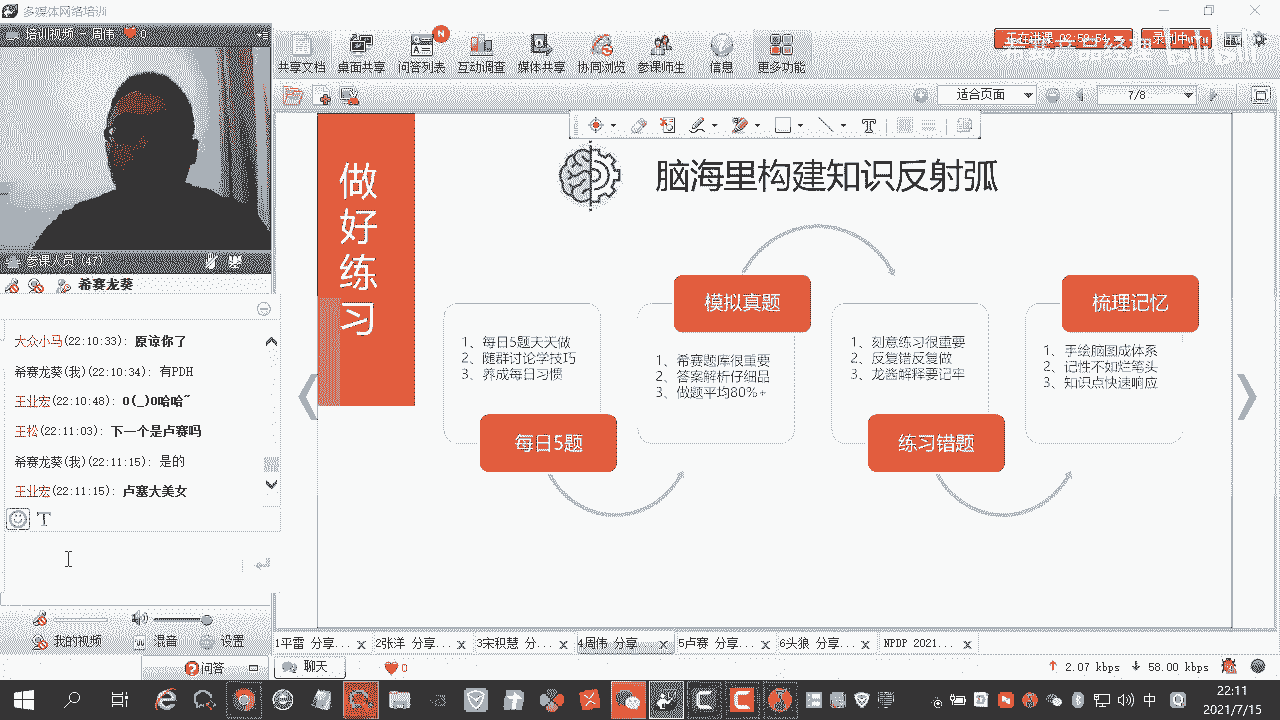 多媒体网络培训
培训视频 - 周伟 0
正在讲课 02:59:54
录制中
希赛产品经理
bilibili
共享文档
桌面共享
问答列表
互动调查
媒体共享
协同浏览
参课师生
信息
更多功能
N
适合页面
7/8
做好练习
脑海里构建知识反射弧
模拟真题
梳理记忆
1、每日5题天天做
2、随群讨论学技巧
3、养成每日习惯
1、希赛题库很重要
2、答案解析仔细品
3、做题平均80%+
1、刻意练习很重要
2、反复错反复做
3、龙酱解释要记牢
1、手绘脑图成体系
2、记性不如烂笔头
3、知识点快速响应
每日5题
练习错题
希赛龙葵
大众小马(22:10:33): 原谅你了
希赛龙葵(我)(22:10:34): 有PDH
王业宏(22:10:48): O(_)O哈哈~
王松(22:11:03): 下一个是卢赛吗
希赛龙葵(我)(22:11:15): 是的
王业宏(22:11:15): 卢塞大美女
我的视频
混音
设置
问答
聊天
0
1平雷 分享...
2张洋 分享...
3宋积慧 分...
4周伟 分享...
5卢赛 分享...
6头狼 分享...
NPDP 2021...
2.07 kbps
58.00 kbps
中
22:11
2021/7/15